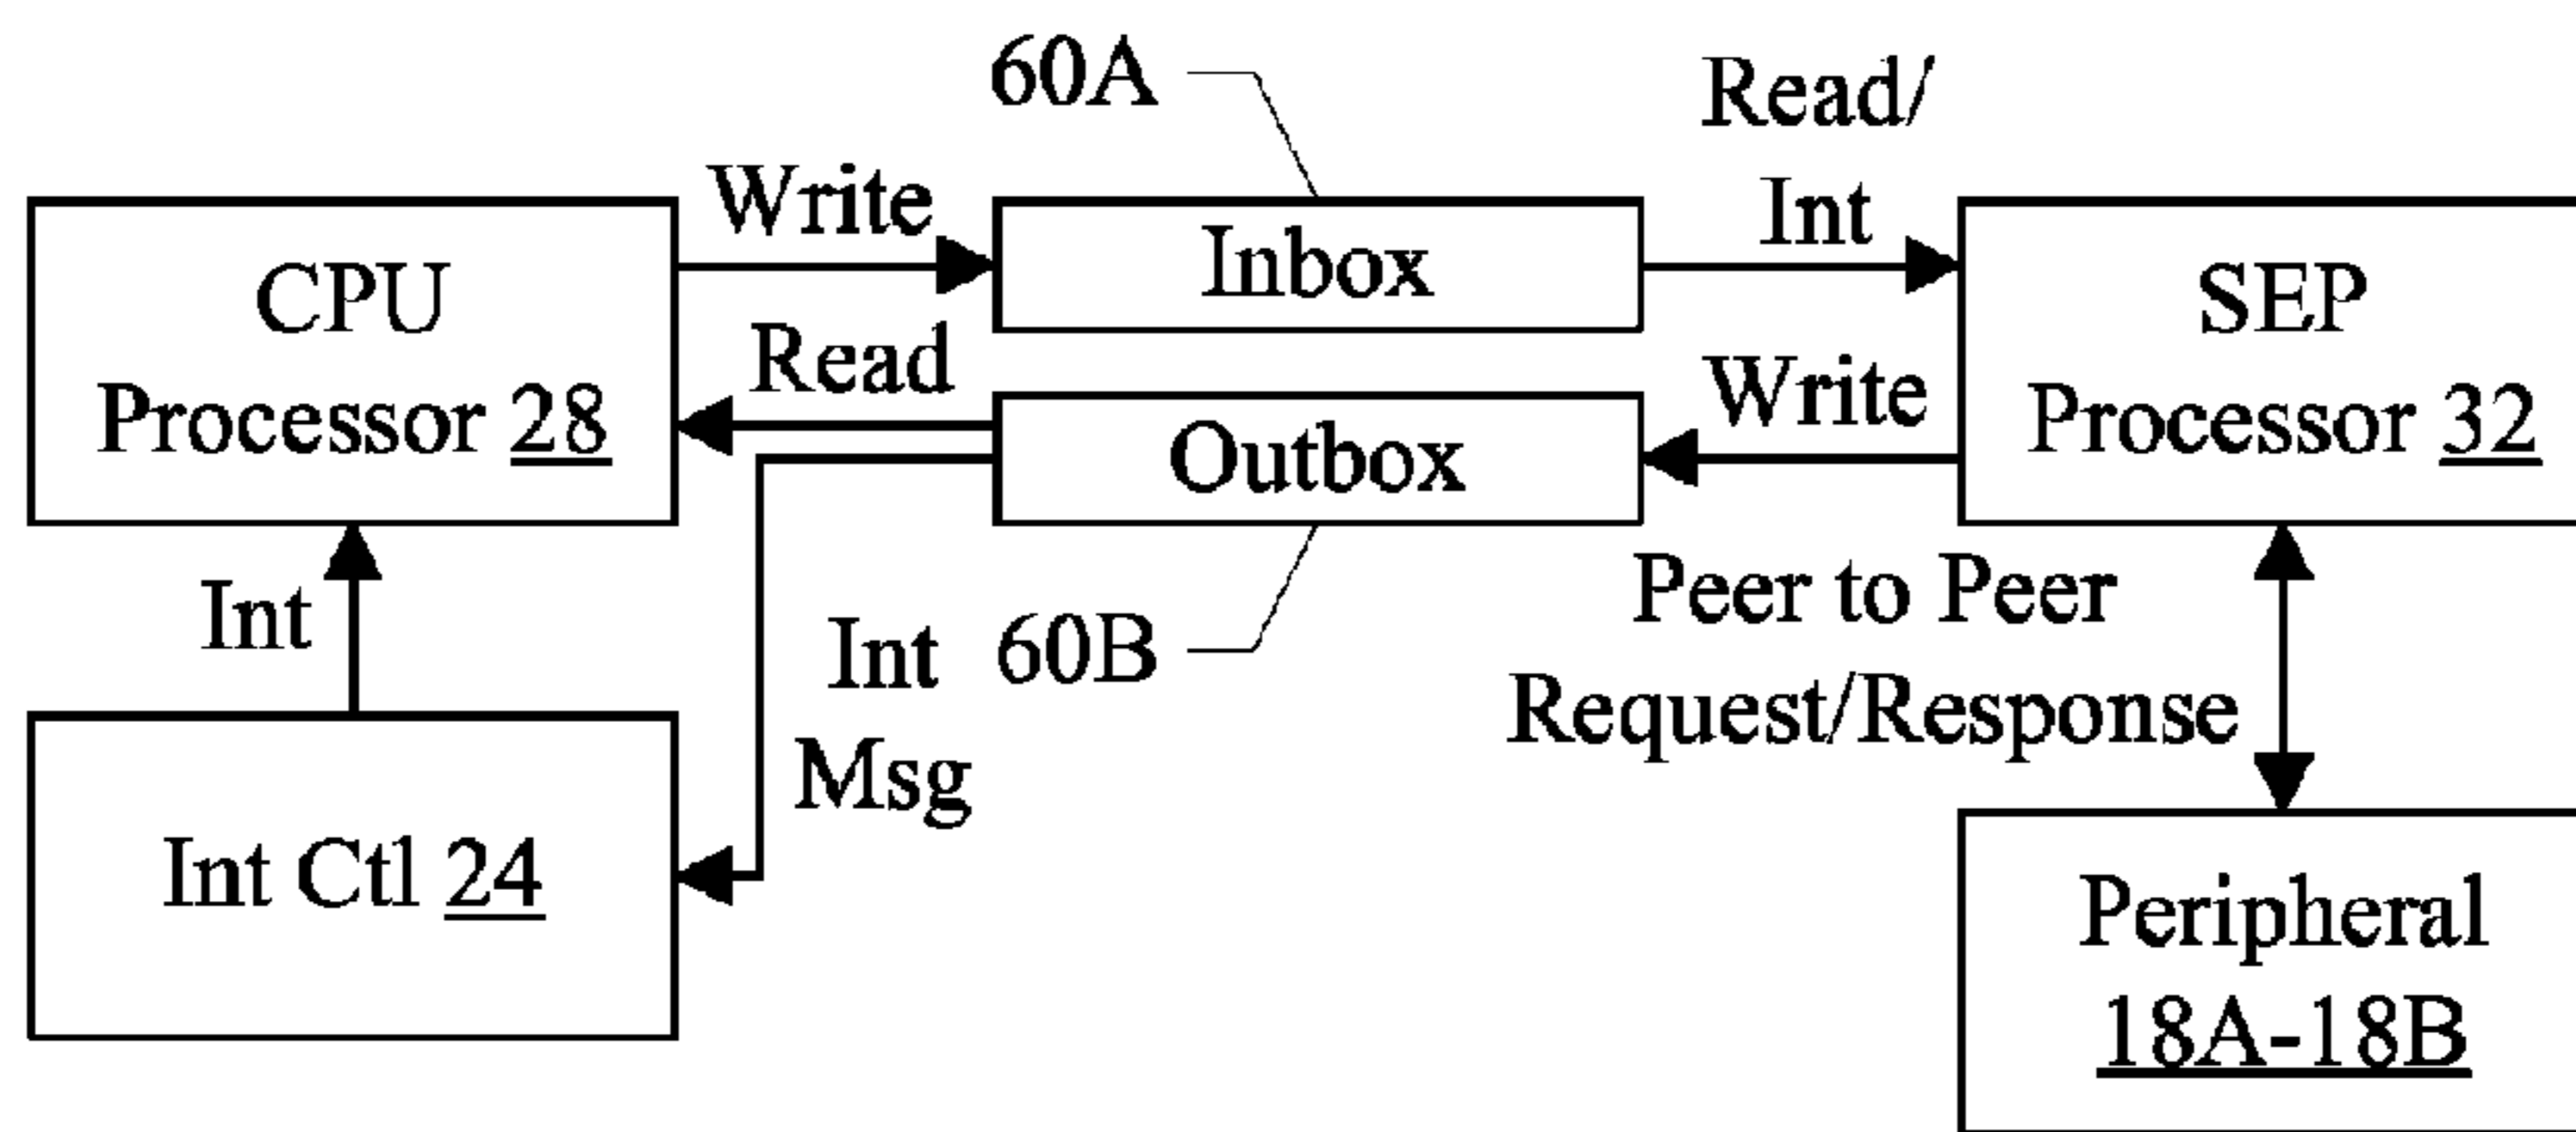 60A
Read/
Int
Write
Inbox
CPU
Processor 28
SEP
Processor 32
Read
Write
Outbox
Int
Int
Msg
60B
Peer to Peer
Request/Response
Int Ctl 24
Peripheral
18A-18B